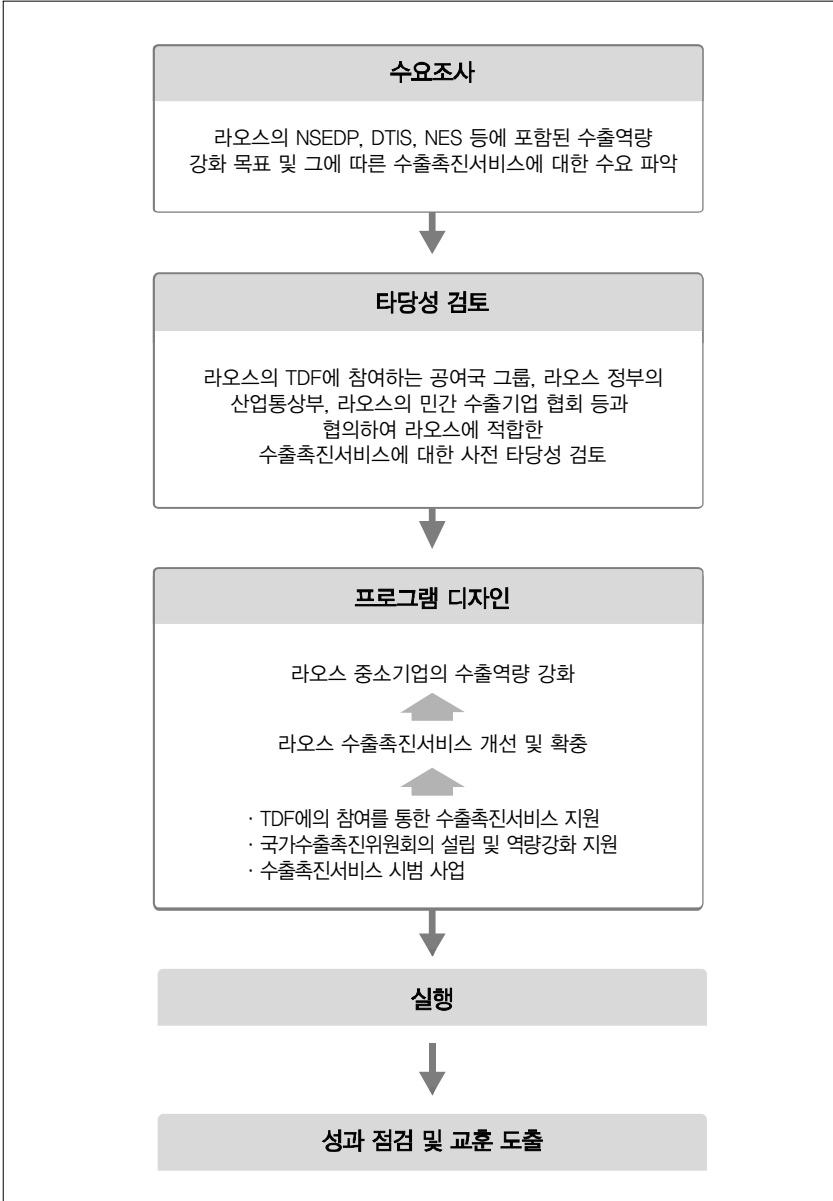 수요조사
라오스의 NSEDP, DTIS, NES 등에 포함된 수출역량
강화 목표 및 그에 따른 수출촉진서비스에 대한 수요 파악
타당성 검토
라오스의 TDF에 참여하는 공여국 그룹, 라오스 정부의
산업통상부, 라오스의 민간 수출기업 협회 등과
협의하여 라오스에 적합한
수출촉진서비스에 대한 사전 타당성 검토
프로그램 디자인
라오스 중소기업의 수출역량 강화
라오스 수출촉진서비스 개선 및 확충
· TDF에의 참여를 통한 수출촉진서비스 지원
· 국가수출촉진위원회의 설립 및 역량강화 지원
· 수출촉진서비스 시범 사업
실행
성과 점검 및 교훈 도출